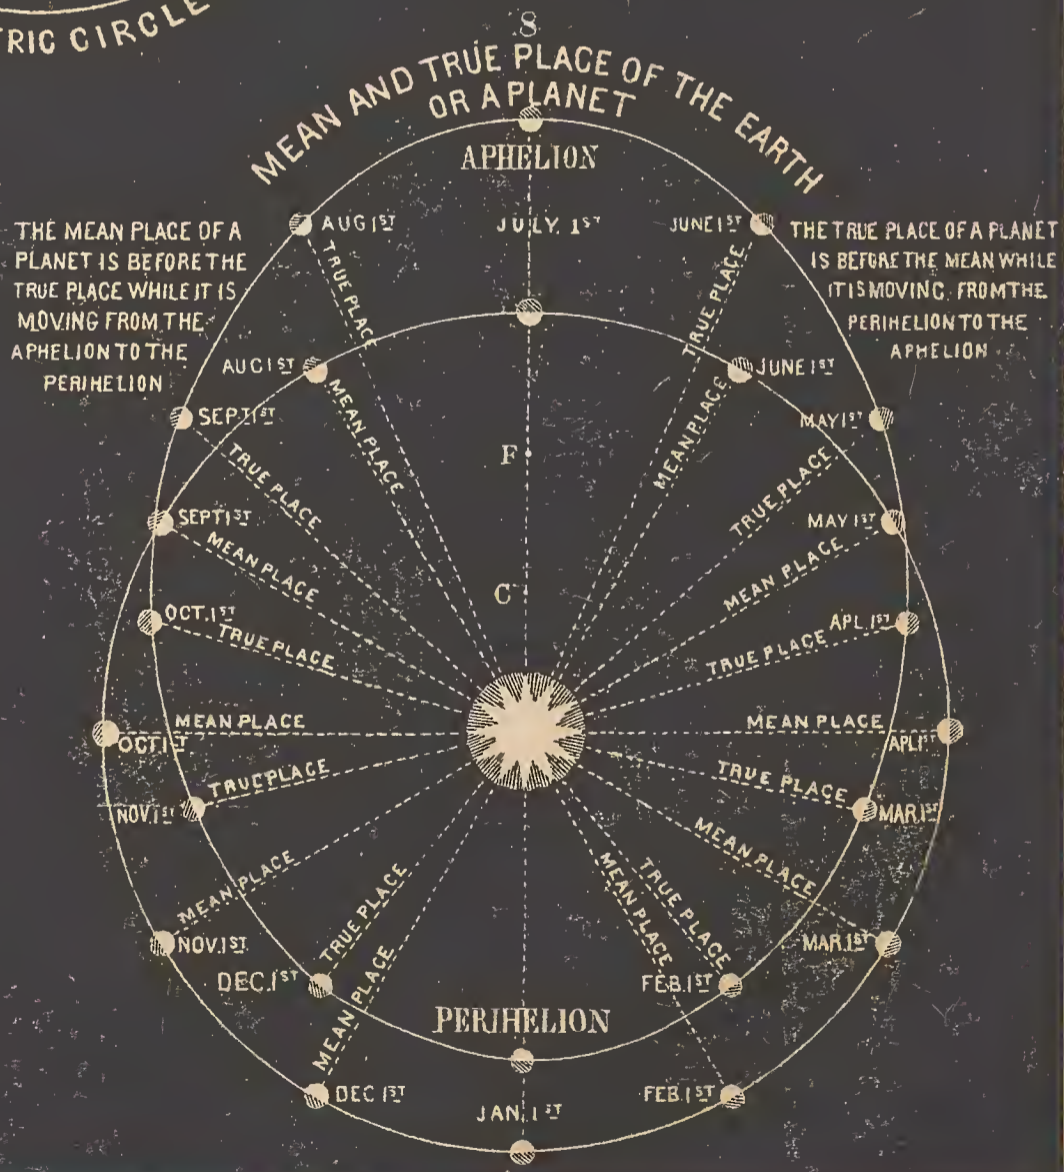 TRIC CIRCLE
8
MEAN AND TRUE PLACE OF THE EARTH
OR A PLANET
APHELION
AUG 1ST
JULY. 1ST
JUNE 1ST
THE MEAN PLACE OF A
PLANET IS BEFORE THE
TRUE PLACE WHILE IT IS
MOVING FROM THE
APHELION TO THE
PERIHELION
THE TRUE PLACE OF A PLANET
IS BEFORE THE MEAN WHILE
IT IS MOVING. FROM THE
PERIHELION TO THE
APHELION
TRUE PLACE
TRUE PLACE
AUG 1ST
JUNE 1ST
MEAN PLACE
MEAN PLACE
SEPT. 1ST
MAY 1ST
F
TRUE PLACE
TRUE PLACE
SEPT 1ST
MAY 1ST
MEAN PLACE
MEAN PLACE
C
OCT. 1ST
APL. 1ST
TRUE PLACE
TRUE PLACE
MEAN PLACE
MEAN PLACE
OCT 1ST
APL 1ST
TRUE PLACE
TRUE PLACE
NOV 1ST
MAR. 1ST
MEAN PLACE
MEAN PLACE
TRUE PLACE
MEAN PLACE
TRUE PLACE
NOV. 1ST
MAR. 1ST
DEC. 1ST
FEB. 1ST
MEAN PLACE
PERIHELION
DEC 1ST
FEB. 1ST
JAN. 1ST